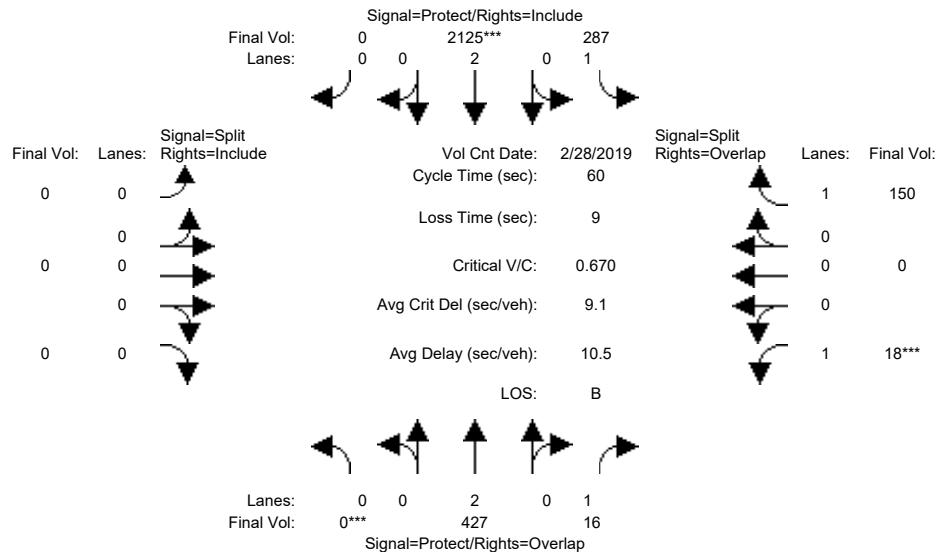 Signal=Protect/Rights=Include
Final Vol: 0 2125*** 287
Lanes: 0 0 2 0 1
Signal=Split
Final Vol: Lanes: Rights=Include
Vol Cnt Date: 2/28/2019
Signal=Split
Rights=Overlap Lanes: Final Vol:
Cycle Time (sec): 60
0 0
1 150
Loss Time (sec): 9
0
0
Critical V/C: 0.670
0 0
0 0
Avg Crit Del (sec/veh): 9.1
0
0
Avg Delay (sec/veh): 10.5
0 0
1 18***
LOS: B
Lanes: 0 0 2 0 1
Final Vol: 0*** 427 16
Signal=Protect/Rights=Overlap